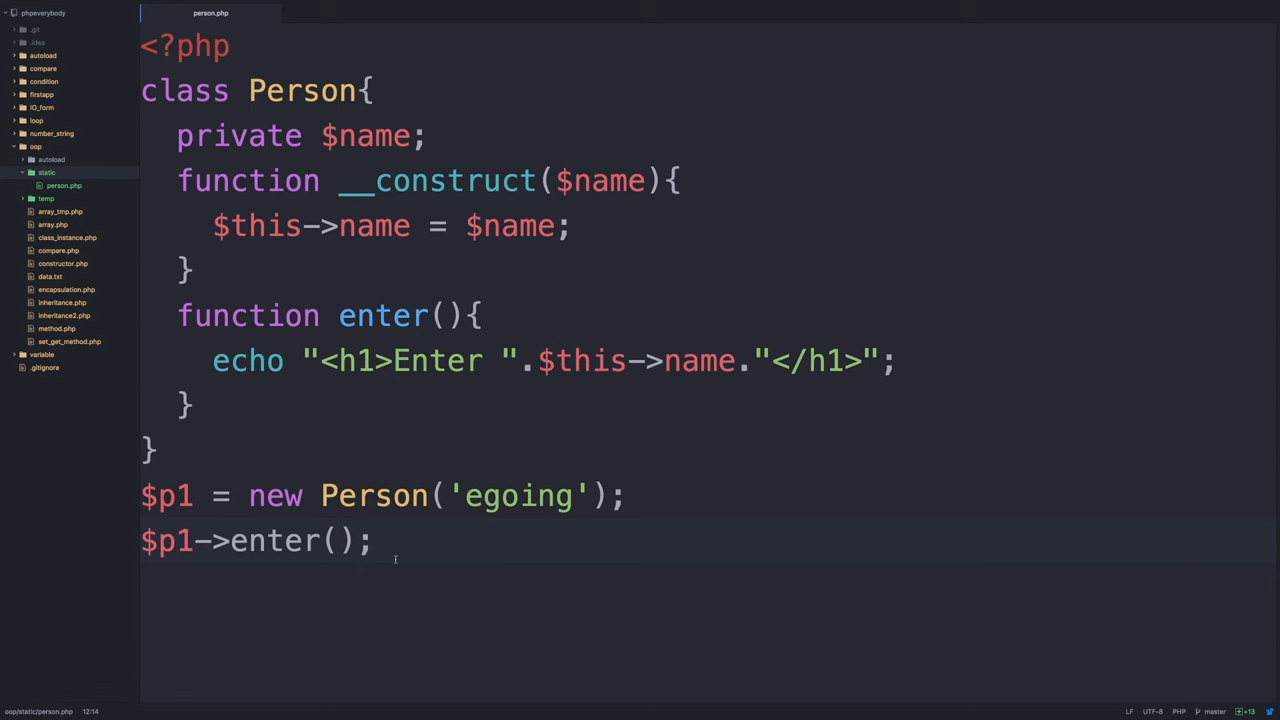 phpeverybody
.git
.idea
autoload
compare
condition
firstapp
IO_form
loop
number_string
oop
autoload
static
person.php
temp
array_tmp.php
array.php
class_instance.php
compare.php
constructor.php
data.txt
encapsulation.php
inheritance.php
inheritance2.php
method.php
set_get_method.php
variable
.gitignore
person.php
<?php
class Person{
  private $name;
  function __construct($name){
    $this->name = $name;
  }
  function enter(){
    echo "<h1>Enter ".$this->name."</h1>";
  }
}
$p1 = new Person('egoing');
$p1->enter();
oop/static/person.php 12:14
LF UTF-8 PHP master +13